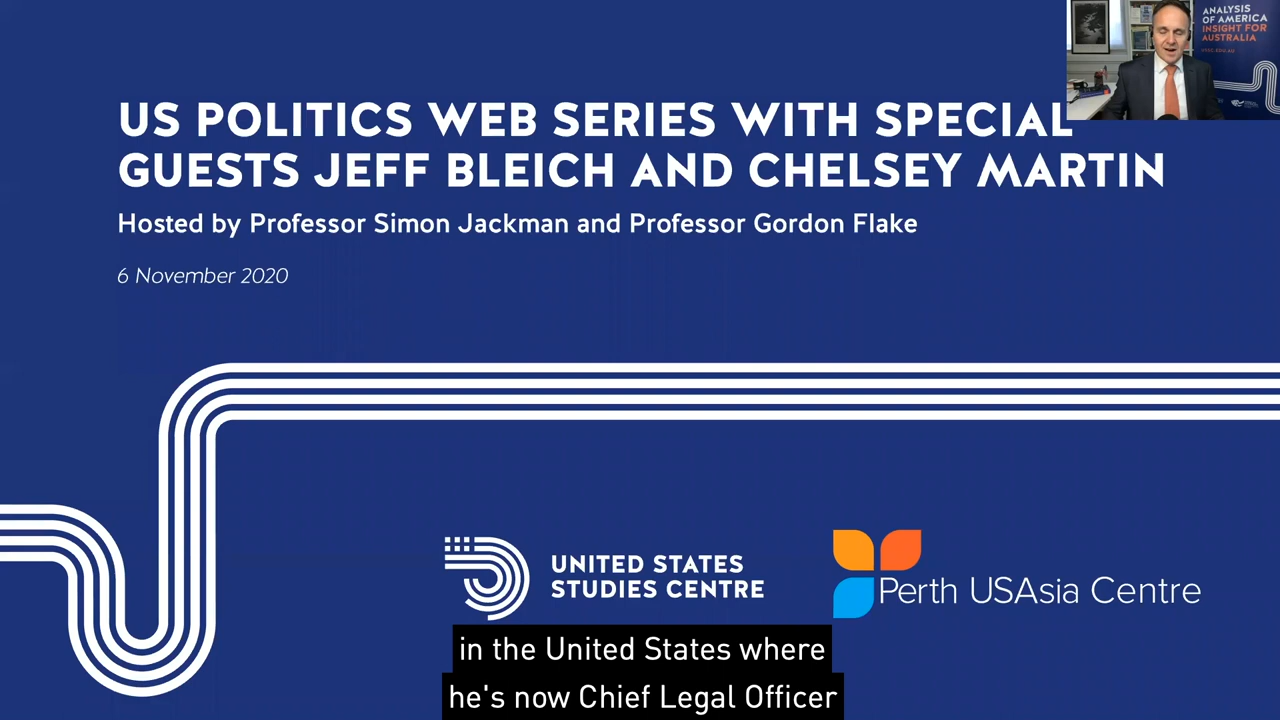 ANALYSIS
OF AMERICA
INSIGHT FOR
AUSTRALIA
US POLITICS WEB SERIES WITH SPECIAL
GUESTS JEFF BLEICH AND CHELSEY MARTIN
Hosted by Professor Simon Jackman and Professor Gordon Flake
6 November 2020
UNITED STATES
STUDIES CENTRE
Perth USAsia Centre
in the United States where
he's now Chief Legal Officer